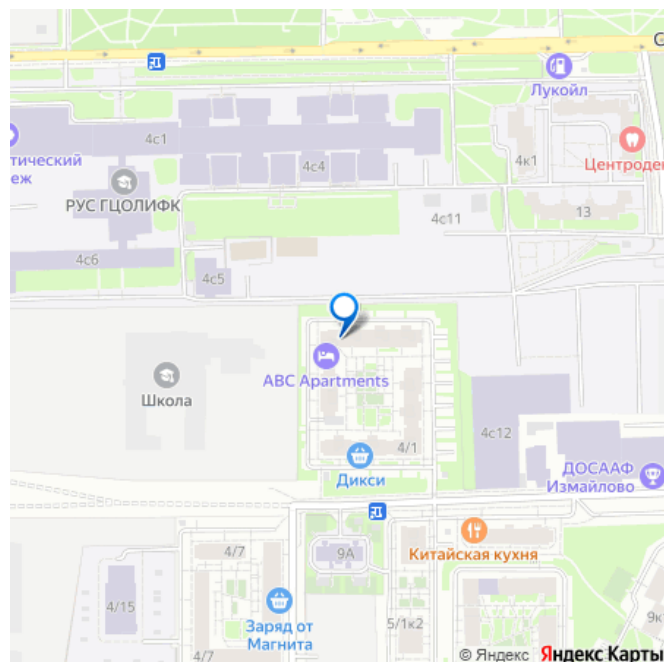 С
Лукойл
4с1
4с4
4к1
Центроден
тический
еж
РУС ГЦОЛИФК
4с11
13
4с6
4с5
ABC Apartments
Школа
4/1
4с12
Дикси
ДОСААФ
Измайлово
4/7
9А
Китайская кухня
4/15
Заряд от
Магнита
5/1к2
9к
4/7
© Яндекс Яндекс Карты